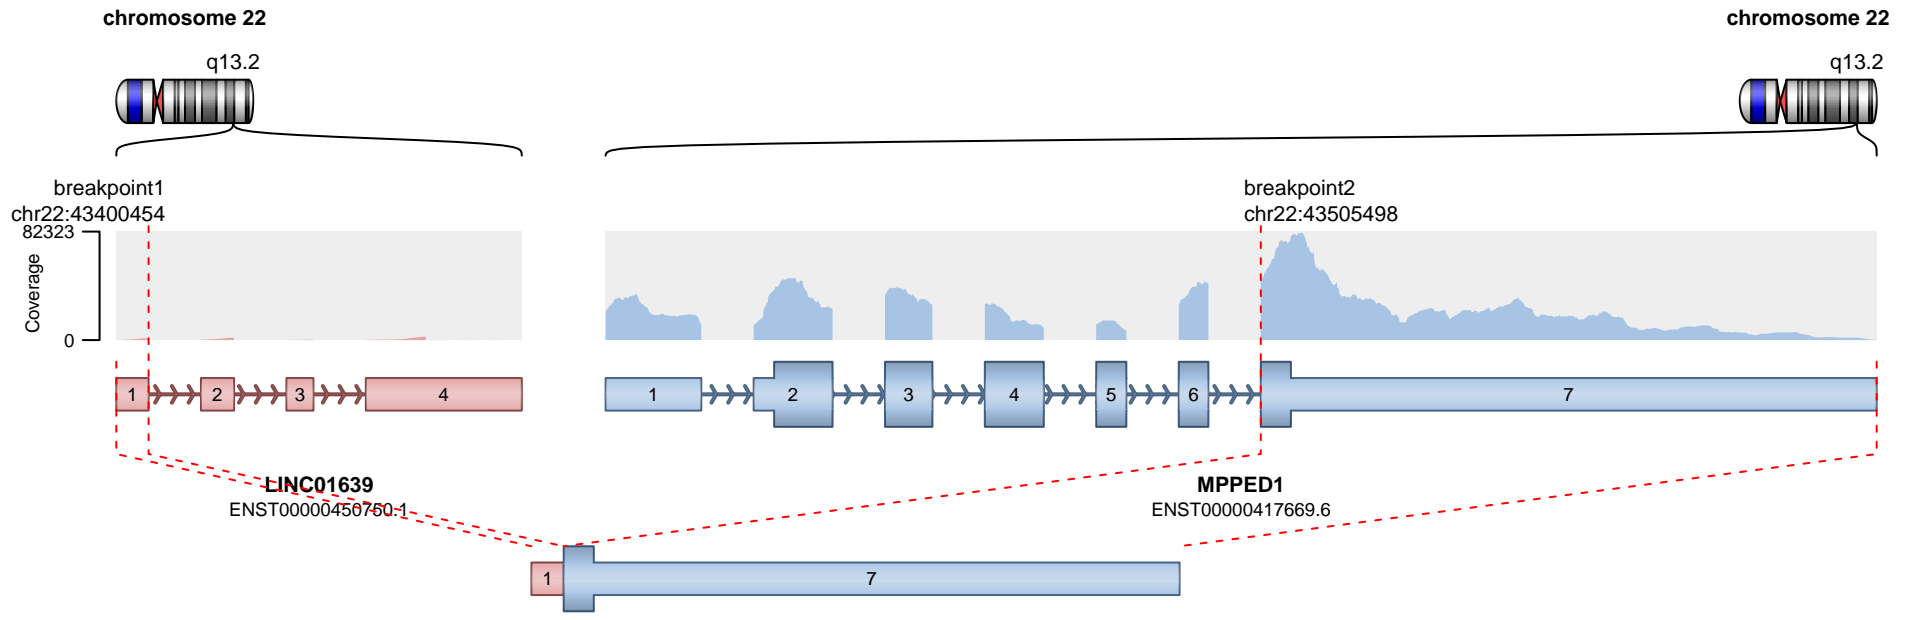 chromosome 22
chromosome 22
q13.2
q13.2
breakpoint1
chr22:43400454
breakpoint2
chr22:43505498
82323
Coverage
0
1 2 3 4
1 2 3 4 5 6 7
LINC01639
ENST00000450750.1
MPPED1
ENST00000417669.6
1 7